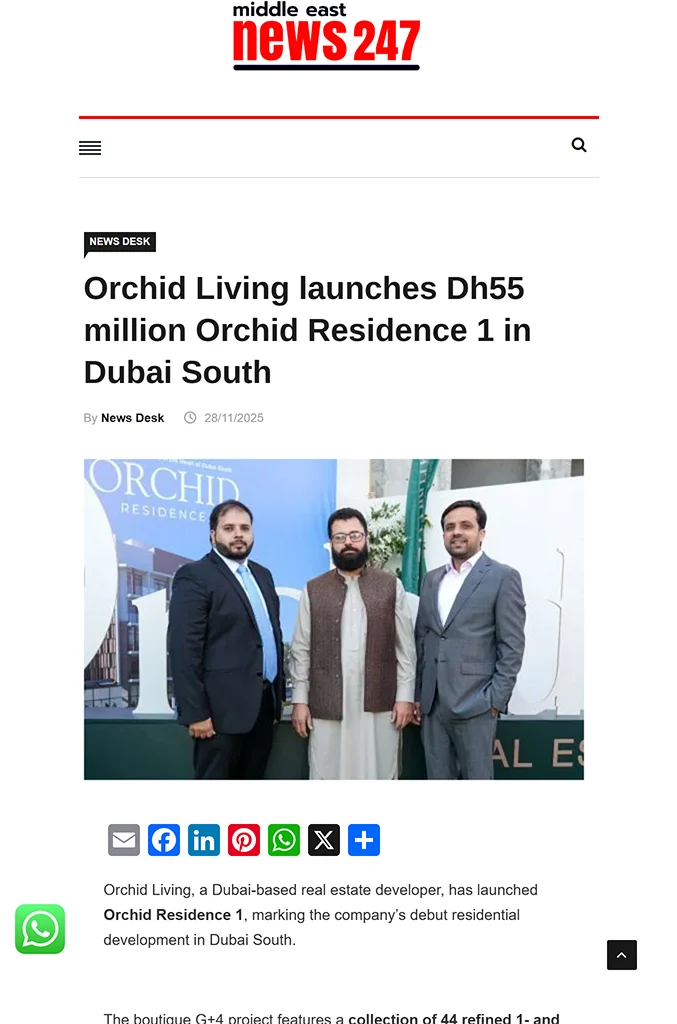 middle east
news 247
NEWS DESK
Orchid Living launches Dh55
million Orchid Residence 1 in
Dubai South
By News Desk 28/11/2025
ORCHID
RESIDENCE
AL ES
Orchid Living, a Dubai-based real estate developer, has launched
Orchid Residence 1, marking the company’s debut residential
development in Dubai South.
The boutique G+4 project features a collection of 44 refined 1- and